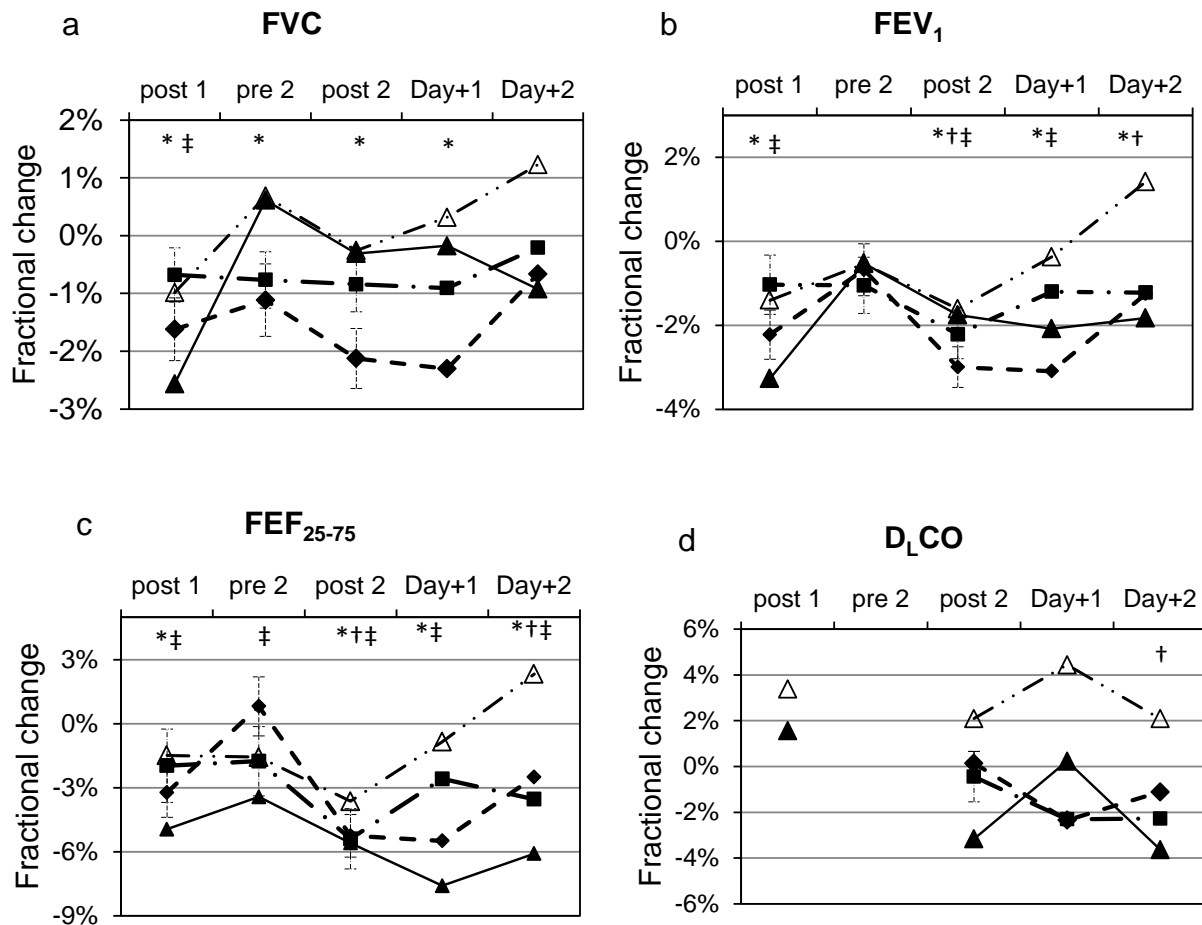 a FVC
post 1 pre 2 post 2 Day+1 Day+2
2%
* ‡ * * *
1%
0%
-1%
-2%
-3%
Fractional change
b FEV₁
post 1 pre 2 post 2 Day+1 Day+2
2%
* ‡ *†‡ *‡ *†
0%
-2%
-4%
Fractional change
c FEF₂₅₋₇₅
post 1 pre 2 post 2 Day+1 Day+2
*‡ ‡ *†‡ *‡ *†‡
3%
0%
-3%
-6%
-9%
Fractional change
d DLCO
post 1 pre 2 post 2 Day+1 Day+2
6%
†
4%
2%
0%
-2%
-4%
-6%
Fractional change